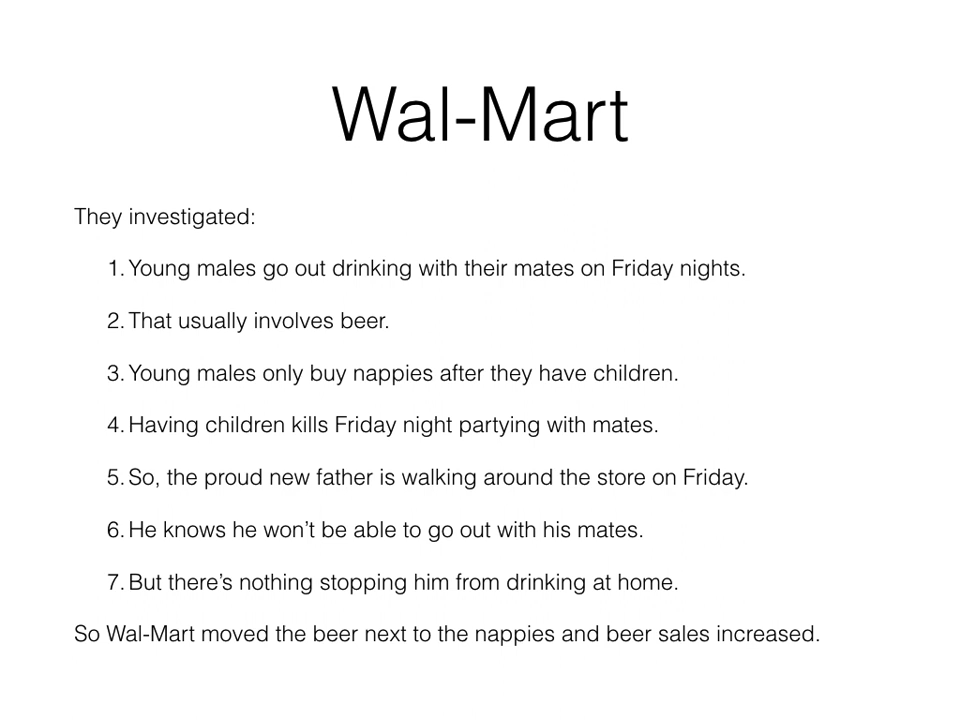 Wal-Mart
They investigated:
1. Young males go out drinking with their mates on Friday nights.
2. That usually involves beer.
3. Young males only buy nappies after they have children.
4. Having children kills Friday night partying with mates.
5. So, the proud new father is walking around the store on Friday.
6. He knows he won’t be able to go out with his mates.
7. But there’s nothing stopping him from drinking at home.
So Wal-Mart moved the beer next to the nappies and beer sales increased.